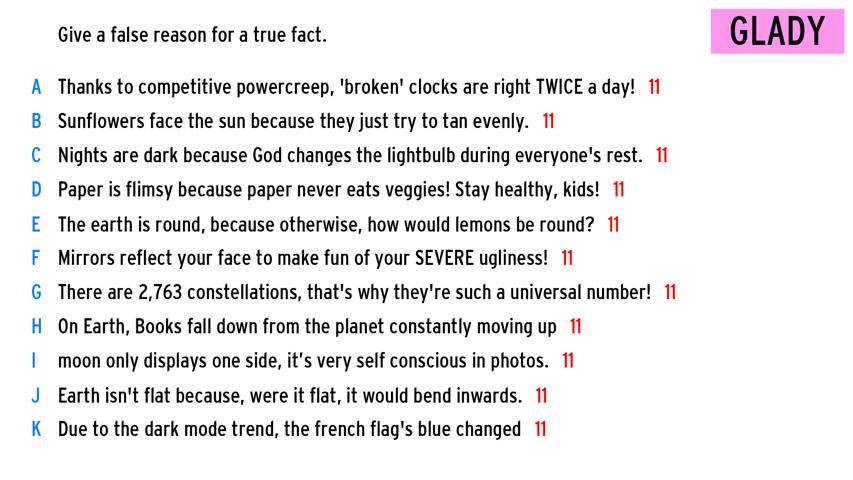 Give a false reason for a true fact.
GLADY
A Thanks to competitive powercreep, 'broken' clocks are right TWICE a day! 11
B Sunflowers face the sun because they just try to tan evenly. 11
C Nights are dark because God changes the lightbulb during everyone's rest. 11
D Paper is flimsy because paper never eats veggies! Stay healthy, kids! 11
E The earth is round, because otherwise, how would lemons be round? 11
F Mirrors reflect your face to make fun of your SEVERE ugliness! 11
G There are 2,763 constellations, that's why they're such a universal number! 11
H On Earth, Books fall down from the planet constantly moving up 11
I moon only displays one side, it’s very self conscious in photos. 11
J Earth isn't flat because, were it flat, it would bend inwards. 11
K Due to the dark mode trend, the french flag's blue changed 11